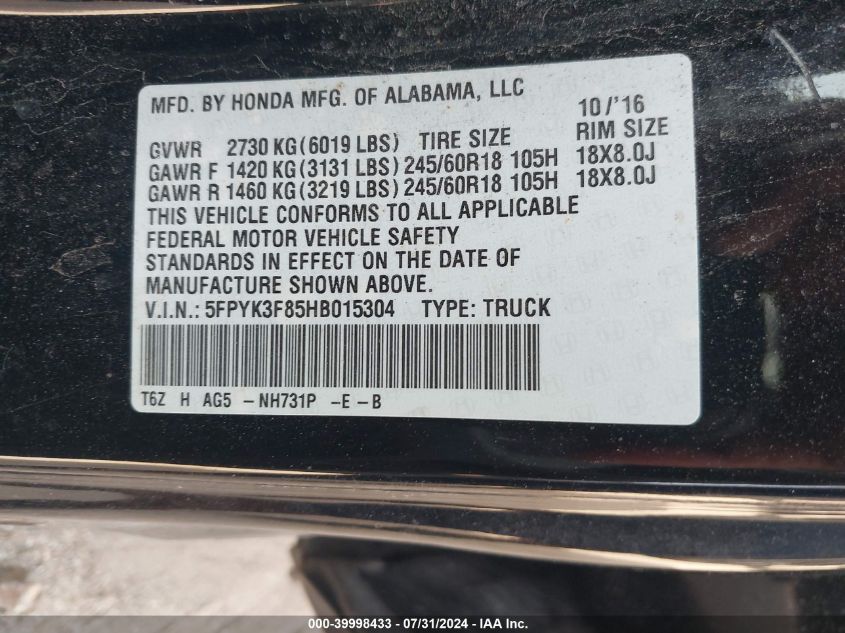 MFD. BY HONDA MFG. OF ALABAMA, LLC 10/'16
GVWR 2730 KG(6019 LBS) TIRE SIZE RIM SIZE
GAWR F 1420 KG(3131 LBS) 245/60R18 105H 18X8.0J
GAWR R 1460 KG(3219 LBS) 245/60R18 105H 18X8.0J
THIS VEHICLE CONFORMS TO ALL APPLICABLE
FEDERAL MOTOR VEHICLE SAFETY
STANDARDS IN EFFECT ON THE DATE OF
MANUFACTURE SHOWN ABOVE.
V.I.N.: 5FPYK3F85HB015304 TYPE: TRUCK
T6Z H AG5 -NH731P -E -B
000-39998433 - 07/31/2024 - IAA Inc.